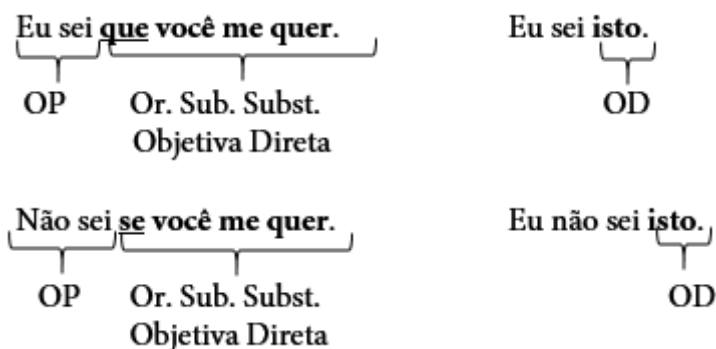 Eu sei que você me quer. Eu sei isto.
OP Or. Sub. Subst. OD
Objetiva Direta
Não sei se você me quer. Eu não sei isto.
OP Or. Sub. Subst. OD
Objetiva Direta